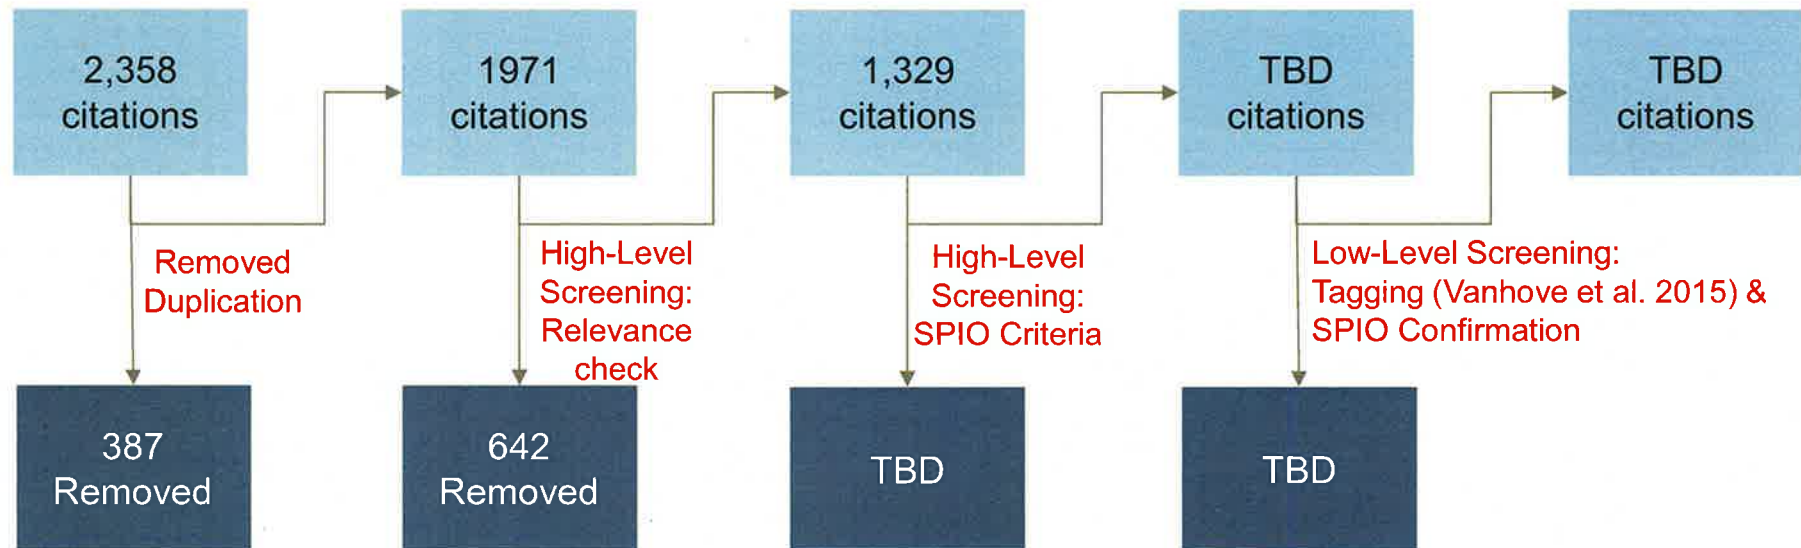 2,358
citations
1971
citations
1,329
citations
TBD
citations
TBD
citations
Removed
Duplication
High-Level
Screening:
Relevance
check
High-Level
Screening:
SPIO Criteria
Low-Level Screening:
Tagging (Vanhove et al. 2015) &
SPIO Confirmation
387
Removed
642
Removed
TBD
TBD